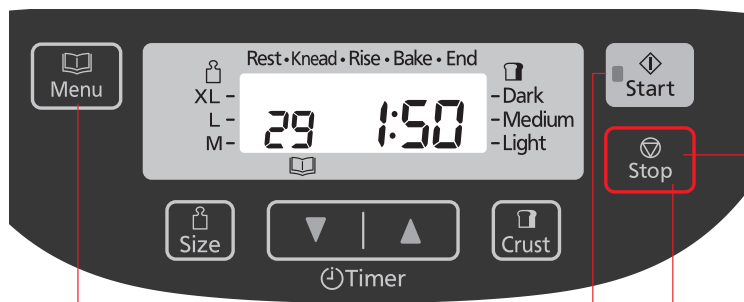 Menu
Rest • Knead • Rise • Bake • End
XL –
L –
M –
29 1:50
– Dark
– Medium
– Light
Start
Stop
Size
Timer
Crust